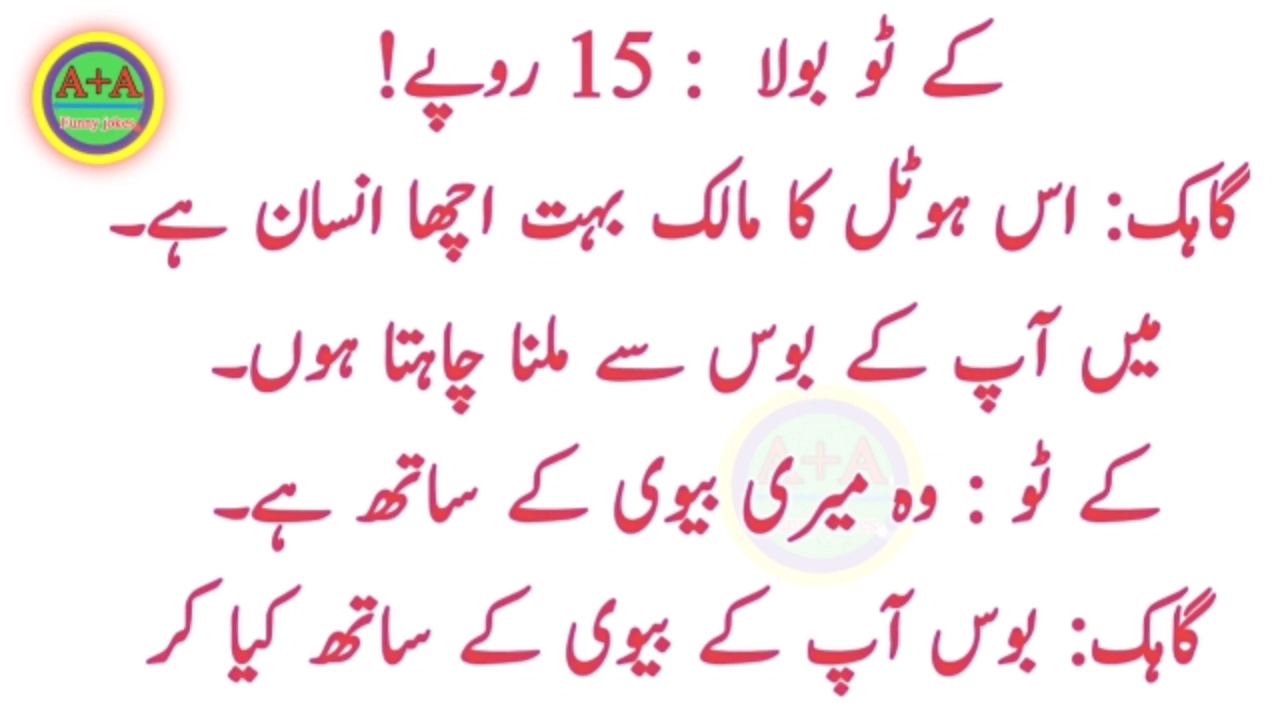 A+A
Funny jokes
کے ٹو بولا : 15 روپے!
گاہک: اس ہوٹل کا مالک بہت اچھا انسان ہے۔
میں آپ کے بوس سے ملنا چاہتا ہوں۔
کے ٹو : وہ میری بیوی کے ساتھ ہے۔
گاہک: بوس آپ کے بیوی کے ساتھ کیا کر